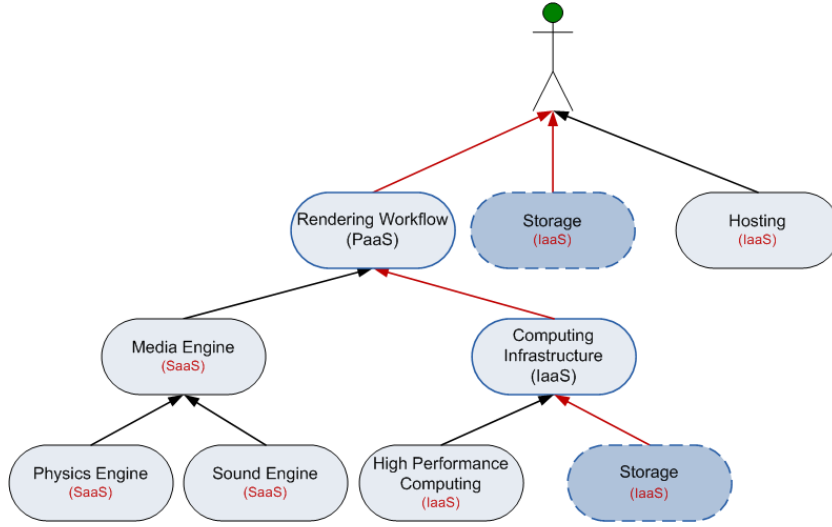 Rendering Workflow
(PaaS)
Storage
(IaaS)
Hosting
(IaaS)
Media Engine
(SaaS)
Computing
Infrastructure
(IaaS)
Physics Engine
(SaaS)
Sound Engine
(SaaS)
High Performance
Computing
(IaaS)
Storage
(IaaS)